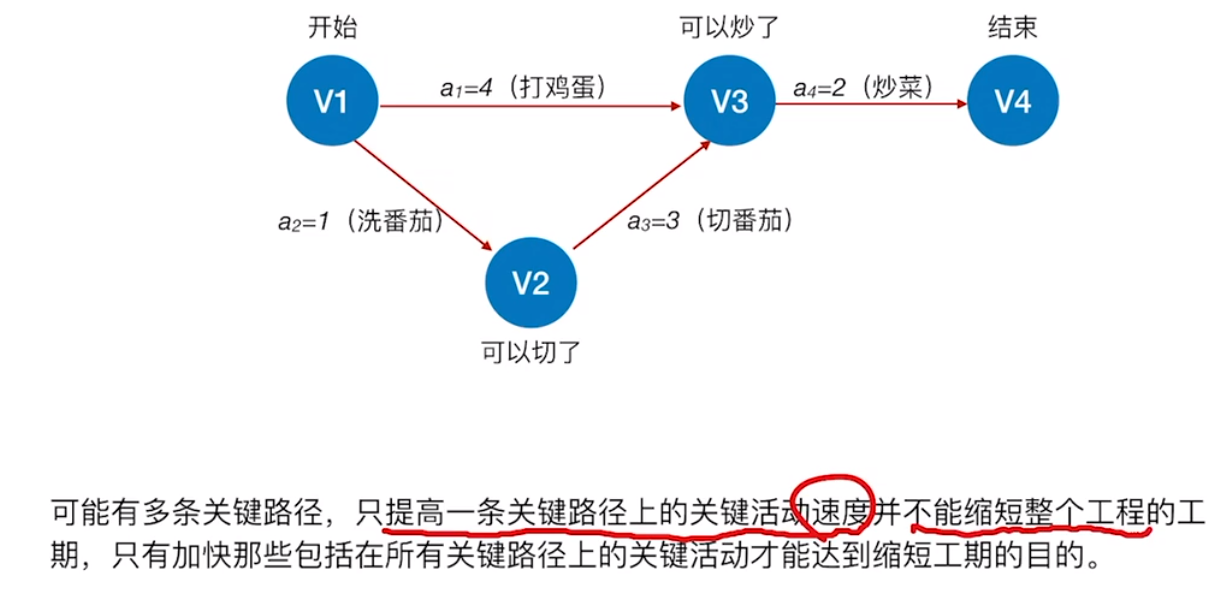 开始
可以炒了
结束
V1
a₁=4（打鸡蛋）
V3
a₄=2（炒菜）
V4
a₂=1（洗番茄）
a₃=3（切番茄）
V2
可以切了
可能有多条关键路径，只提高一条关键路径上的关键活动速度并不能缩短整个工程的工
期，只有加快那些包括在所有关键路径上的关键活动才能达到缩短工期的目的。